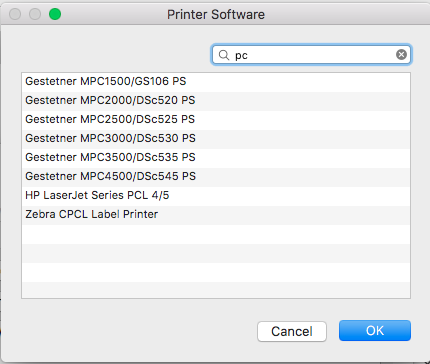 Printer Software
pc
Gestetner MPC1500/GS106 PS
Gestetner MPC2000/DSc520 PS
Gestetner MPC2500/DSc525 PS
Gestetner MPC3000/DSc530 PS
Gestetner MPC3500/DSc535 PS
Gestetner MPC4500/DSc545 PS
HP LaserJet Series PCL 4/5
Zebra CPCL Label Printer
Cancel
OK